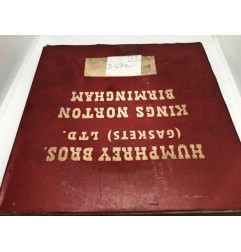 HUMPHREY BROS.
(GASKETS) LTD.
KINGS NORTON
BIRMINGHAM